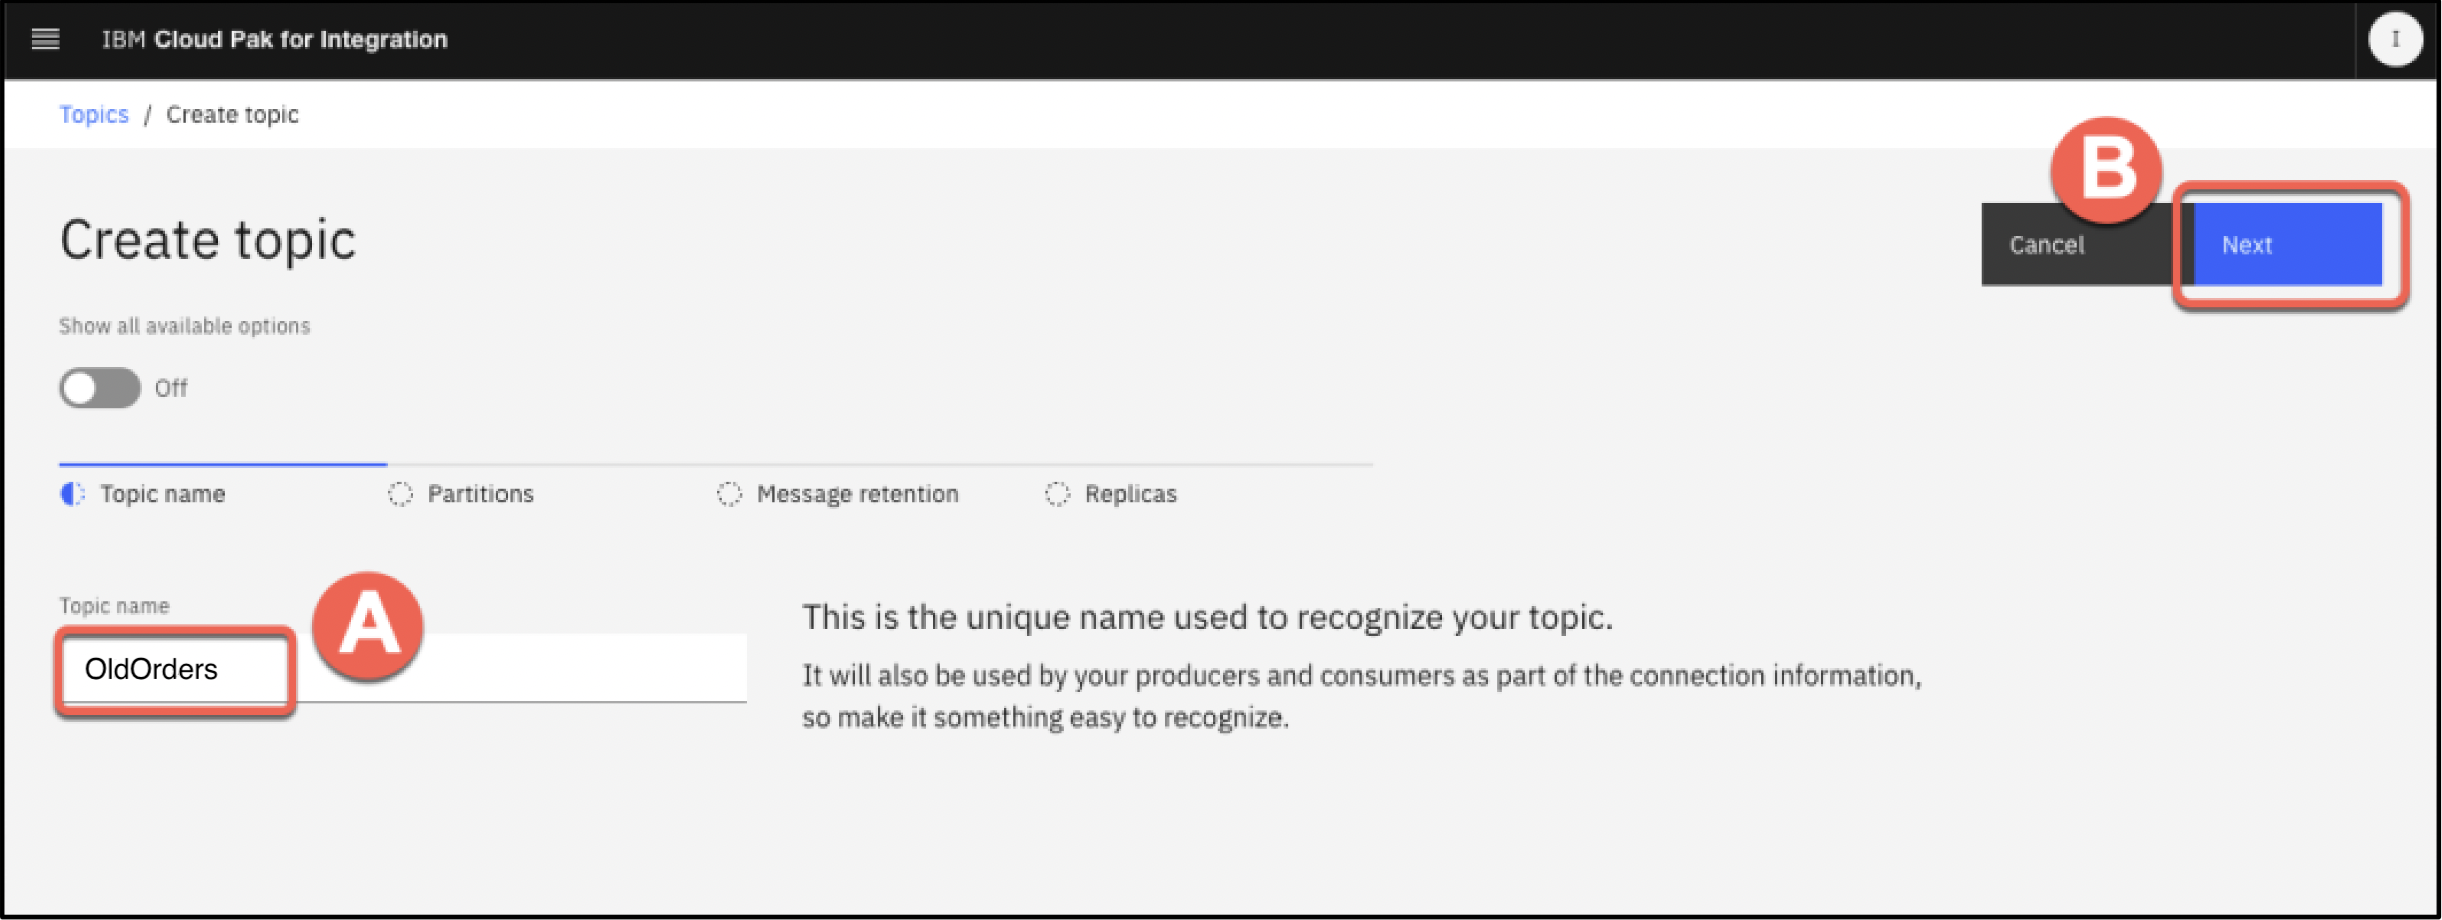 IBM Cloud Pak for Integration
I
Topics / Create topic
B
Create topic
Cancel
Next
Show all available options
Off
Topic name
Partitions
Message retention
Replicas
Topic name
A
OldOrders
This is the unique name used to recognize your topic.
It will also be used by your producers and consumers as part of the connection information,
so make it something easy to recognize.